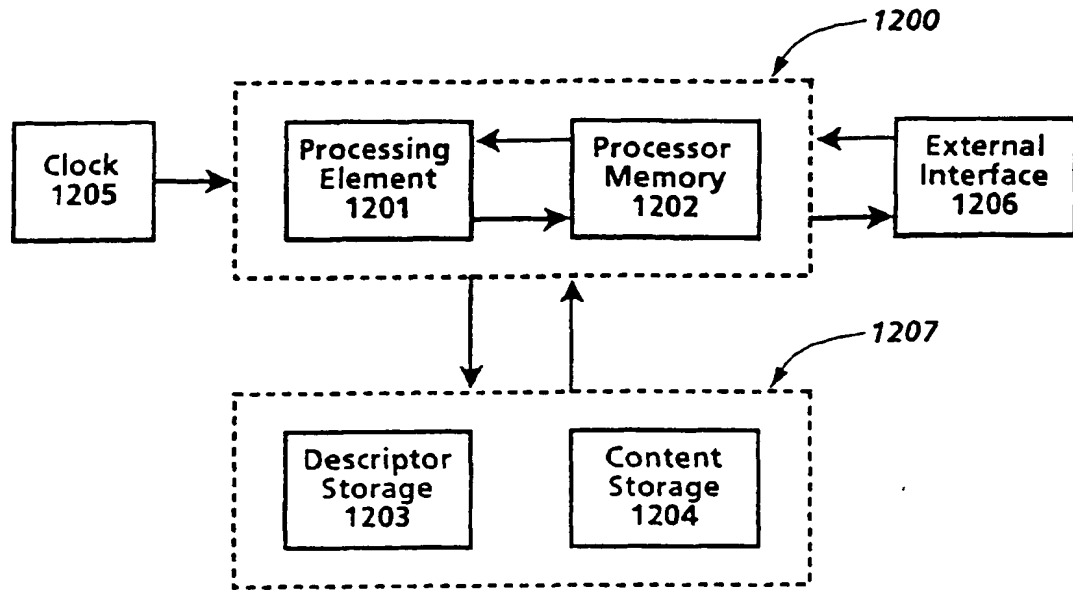 1200
Clock
1205
Processing
Element
1201
Processor
Memory
1202
External
Interface
1206
1207
Descriptor
Storage
1203
Content
Storage
1204